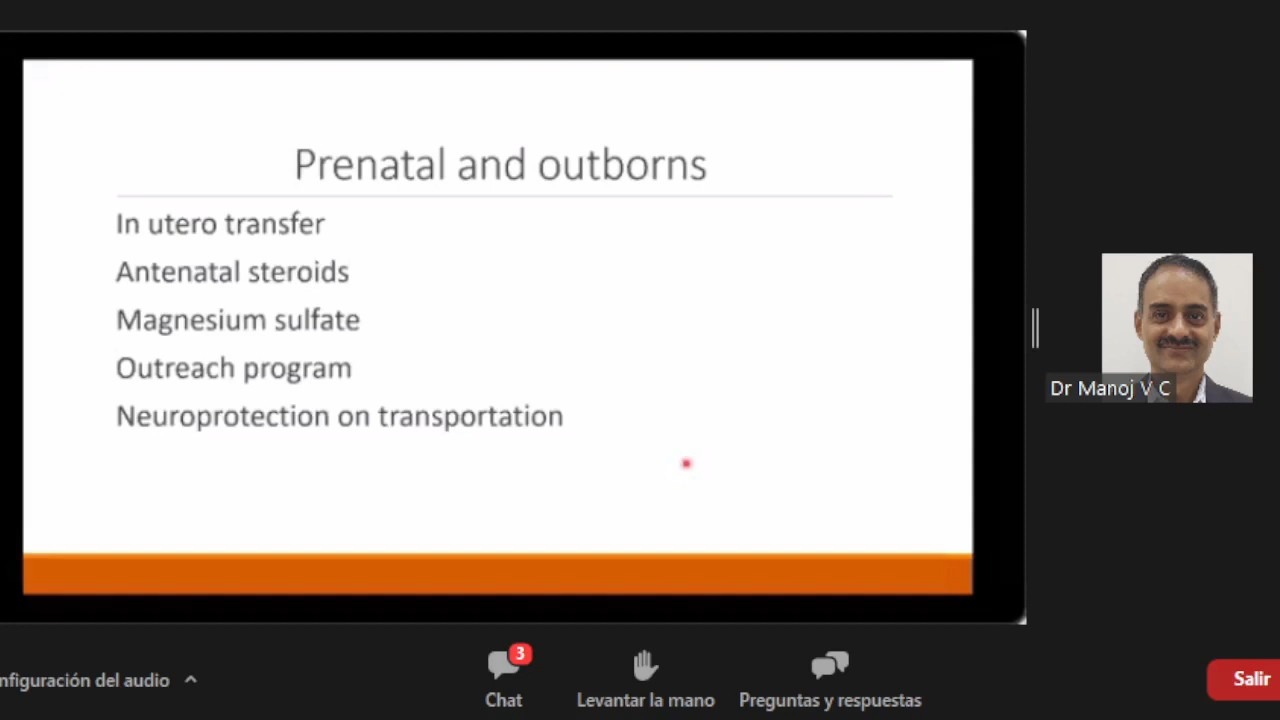 Prenatal and outborns
In utero transfer
Antenatal steroids
Magnesium sulfate
Outreach program
Neuroprotection on transportation
Dr Manoj V C
nfiguración del audio
3
Chat
Levantar la mano
Preguntas y respuestas
Salir